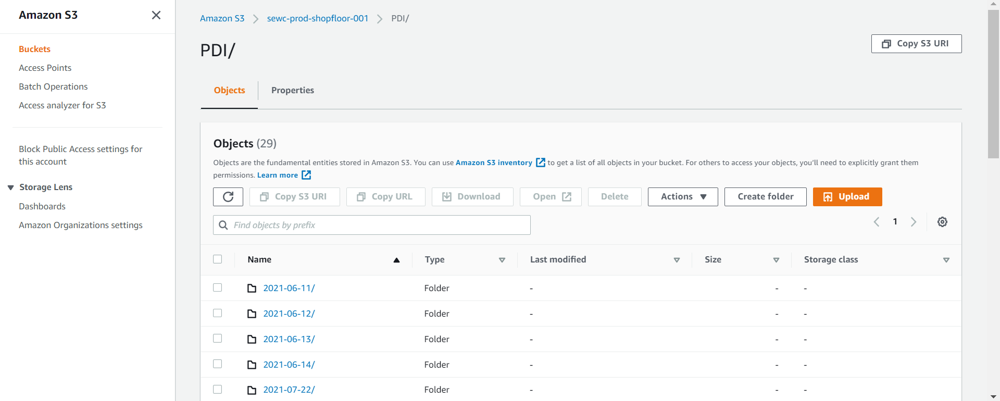 Amazon S3
Buckets
Access Points
Batch Operations
Access analyzer for S3
Block Public Access settings for
this account
Storage Lens
Dashboards
Amazon Organizations settings
Amazon S3 sewc-prod-shopfloor-001 PDI/
PDI/
Copy S3 URI
Objects Properties
Objects (29)
Objects are the fundamental entities stored in Amazon S3. You can use Amazon S3 inventory to get a list of all objects in your bucket. For others to access your objects, you’ll need to explicitly grant them
permissions. Learn more
Copy S3 URI Copy URL Download Open Delete Actions Create folder Upload
Find objects by prefix
1
Name Type Last modified Size Storage class
2021-06-11/ Folder - - -
2021-06-12/ Folder - - -
2021-06-13/ Folder - - -
2021-06-14/ Folder - - -
2021-07-22/ Folder - - -